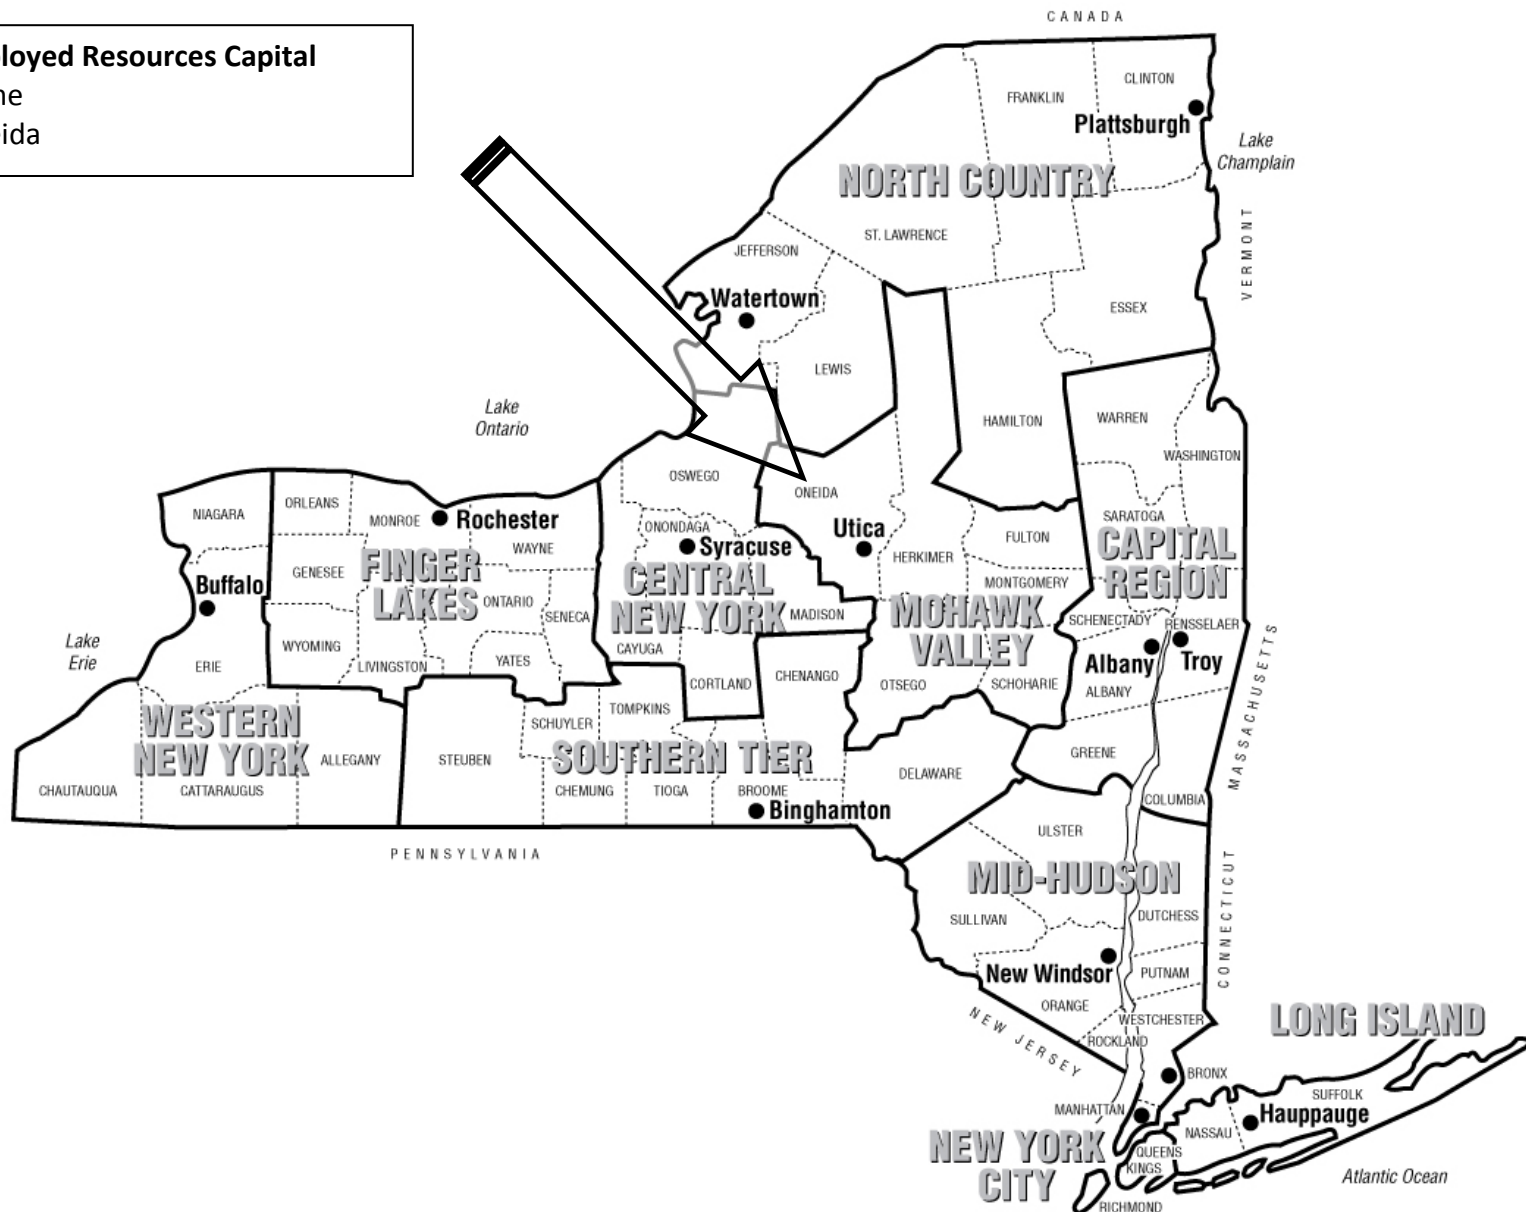 loyed Resources Capital
ne
ida
CANADA
CLINTON
FRANKLIN
Plattsburgh
Lake
Champlain
NORTH COUNTRY
VERMONT
ST. LAWRENCE
JEFFERSON
Watertown
ESSEX
LEWIS
Lake
Ontario
HAMILTON
WARREN
WASHINGTON
OSWEGO
ONEIDA
ORLEANS
NIAGARA
MONROE
Rochester
ONONDAGA
Syracuse
Utica
SARATOGA
FULTON
HERKIMER
WAYNE
FINGER
LAKES
GENESEE
CENTRAL
NEW YORK
CAPITAL
REGION
MONTGOMERY
Buffalo
ONTARIO
SENECA
MADISON
MOHAWK
VALLEY
SCHENECTADY
RENSSELAER
Lake
Erie
WYOMING
CAYUGA
Albany
Troy
ERIE
LIVINGSTON
YATES
CORTLAND
CHENANGO
OTSEGO
SCHOHARIE
ALBANY
MASSACHUSETTS
WESTERN
NEW YORK
TOMPKINS
SCHUYLER
SOUTHERN TIER
ALLEGANY
STEUBEN
GREENE
DELAWARE
CHAUTAUQUA
CATTARAUGUS
CHEMUNG
TIOGA
BROOME
Binghamton
COLUMBIA
PENNSYLVANIA
ULSTER
MID-HUDSON
CONNECTICUT
SULLIVAN
DUTCHESS
New Windsor
PUTNAM
ORANGE
NEW JERSEY
WESTCHESTER
ROCKLAND
LONG ISLAND
BRONX
SUFFOLK
MANHATTAN
Hauppauge
NASSAU
NEW YORK
CITY
QUEENS
KINGS
Atlantic Ocean
RICHMOND